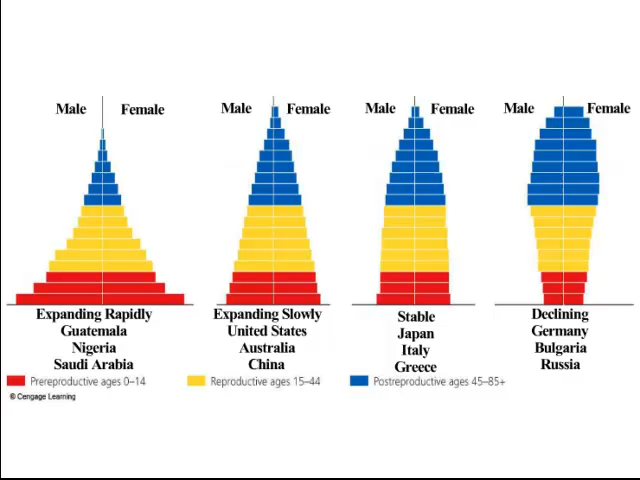 Male Female Male Female Male Female Male Female
Expanding Rapidly
Guatemala
Nigeria
Saudi Arabia
Expanding Slowly
United States
Australia
China
Stable
Japan
Italy
Greece
Declining
Germany
Bulgaria
Russia
Prereproductive ages 0–14 Reproductive ages 15–44 Postreproductive ages 45–85+
© Cengage Learning